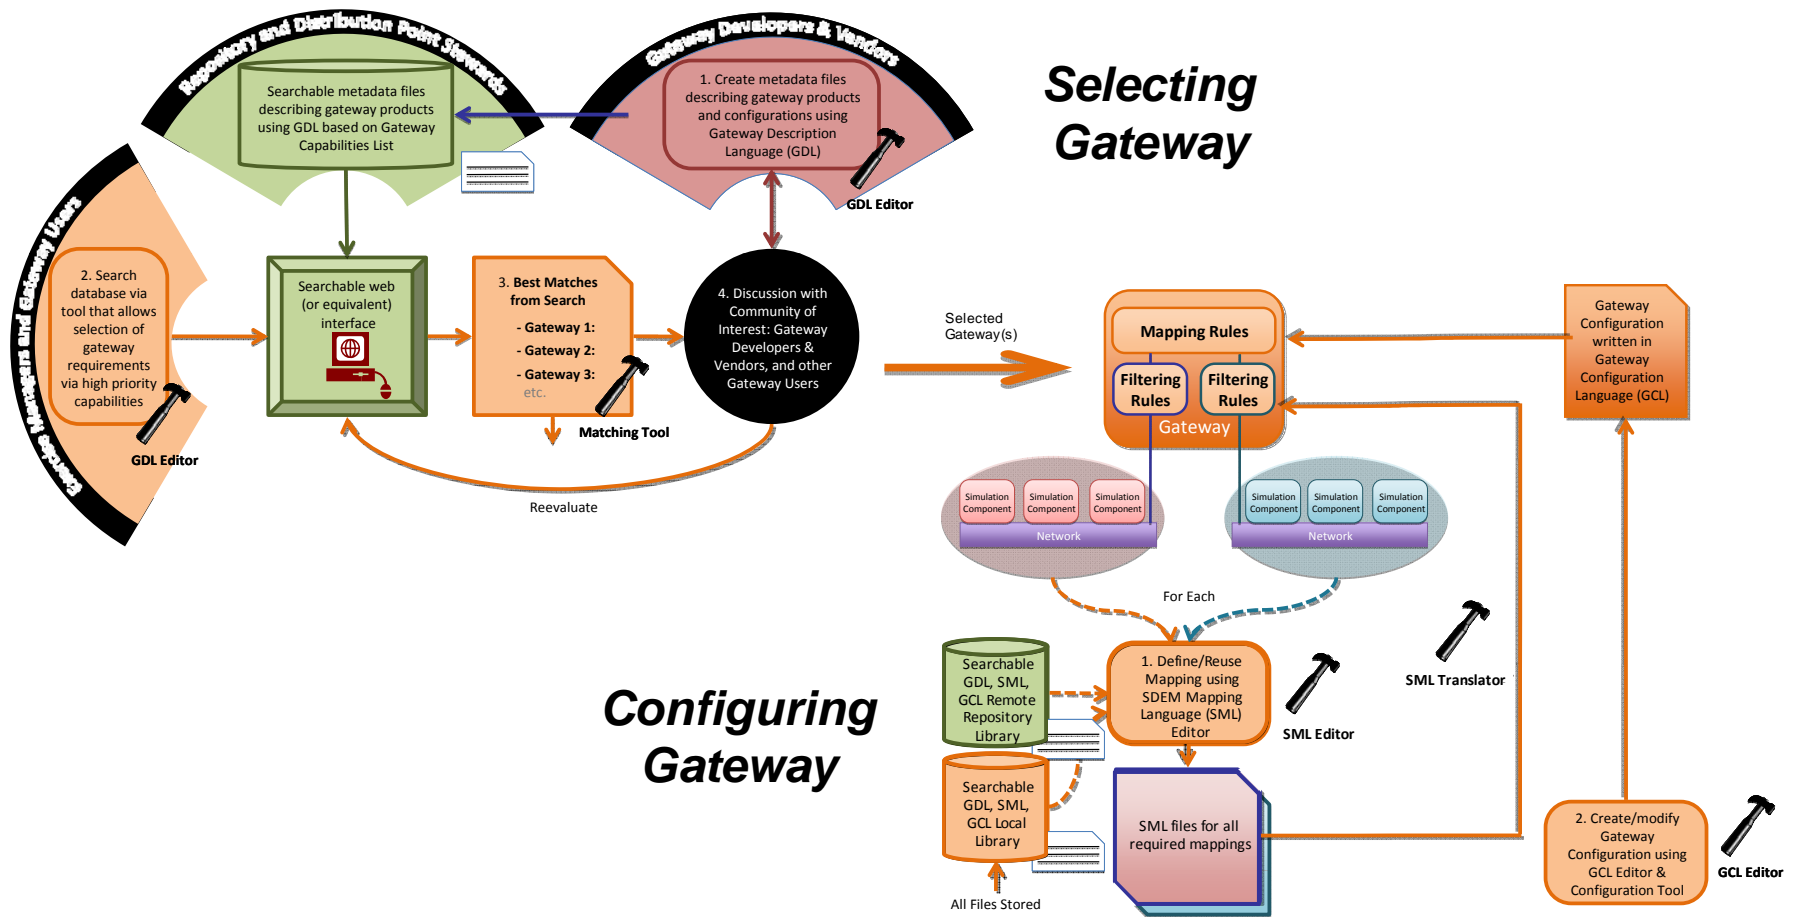 Repository and Distribution Point Stewards
Gateway Developers & Vendors
Selecting
Gateway
Searchable metadata files
describing gateway products
using GDL based on Gateway
Capabilities List
1. Create metadata files
describing gateway products
and configurations using
Gateway Description
Language (GDL)
GDL Editor
Exercise Managers and Gateway Users
2. Search
database via
tool that allows
selection of
gateway
requirements
via high priority
capabilities
GDL Editor
Searchable web
(or equivalent)
interface
3. Best Matches
from Search
- Gateway 1:
- Gateway 2:
- Gateway 3:
etc.
Matching Tool
4. Discussion with
Community of
Interest: Gateway
Developers &
Vendors, and other
Gateway Users
Reevaluate
Selected
Gateway(s)
Mapping Rules
Filtering
Rules
Filtering
Rules
Gateway
Gateway
Configuration
written in
Gateway
Configuration
Language (GCL)
Simulation
Component
Simulation
Component
Simulation
Component
Network
Simulation
Component
Simulation
Component
Simulation
Component
Network
For Each
Configuring
Gateway
Searchable
GDL, SML,
GCL Remote
Repository
Library
1. Define/Reuse
Mapping using
SDEM Mapping
Language (SML)
Editor
SML Editor
SML Translator
Searchable
GDL, SML,
GCL Local
Library
All Files Stored
SML files for all
required mappings
2. Create/modify
Gateway
Configuration using
GCL Editor &
Configuration Tool
GCL Editor